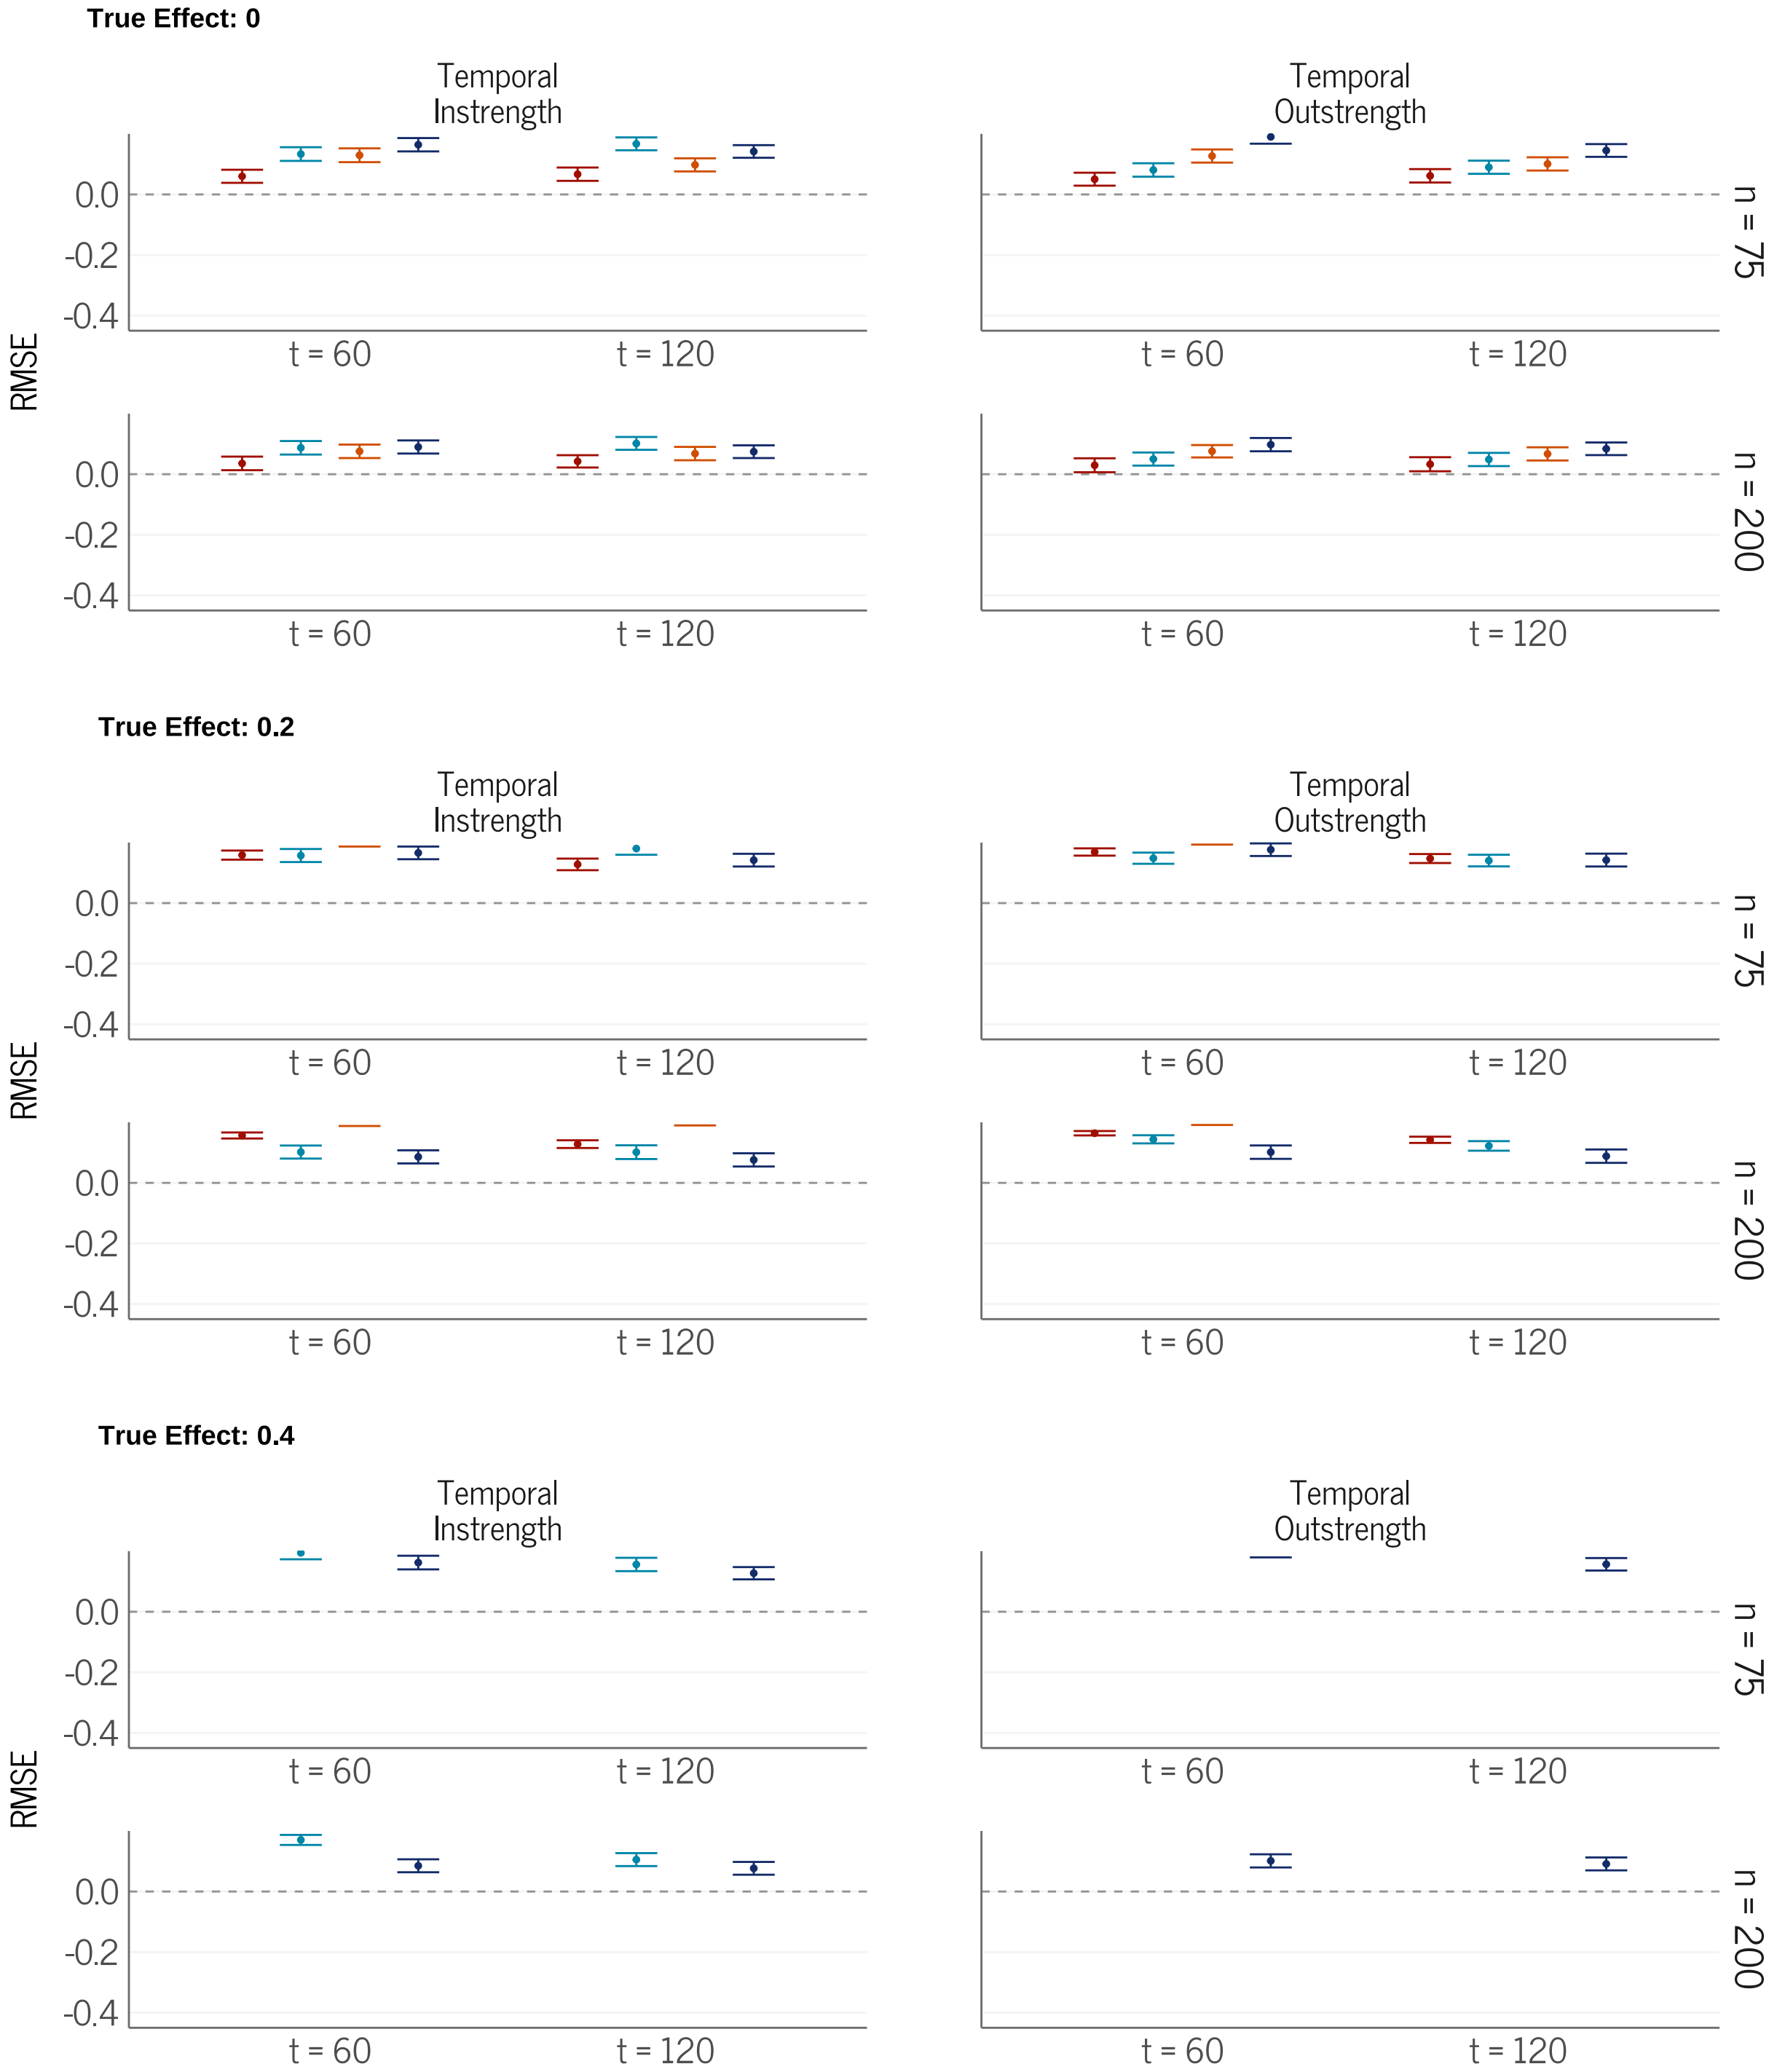 True Effect: 0
Temporal
Instrength
Temporal
Outstrength
0.0
-0.2
-0.4
t = 60
t = 120
t = 60
t = 120
n = 75
RMSE
0.0
-0.2
-0.4
t = 60
t = 120
t = 60
t = 120
n = 200
True Effect: 0.2
Temporal
Instrength
Temporal
Outstrength
0.0
-0.2
-0.4
t = 60
t = 120
t = 60
t = 120
n = 75
RMSE
0.0
-0.2
-0.4
t = 60
t = 120
t = 60
t = 120
n = 200
True Effect: 0.4
Temporal
Instrength
Temporal
Outstrength
0.0
-0.2
-0.4
t = 60
t = 120
t = 60
t = 120
n = 75
RMSE
0.0
-0.2
-0.4
t = 60
t = 120
t = 60
t = 120
n = 200